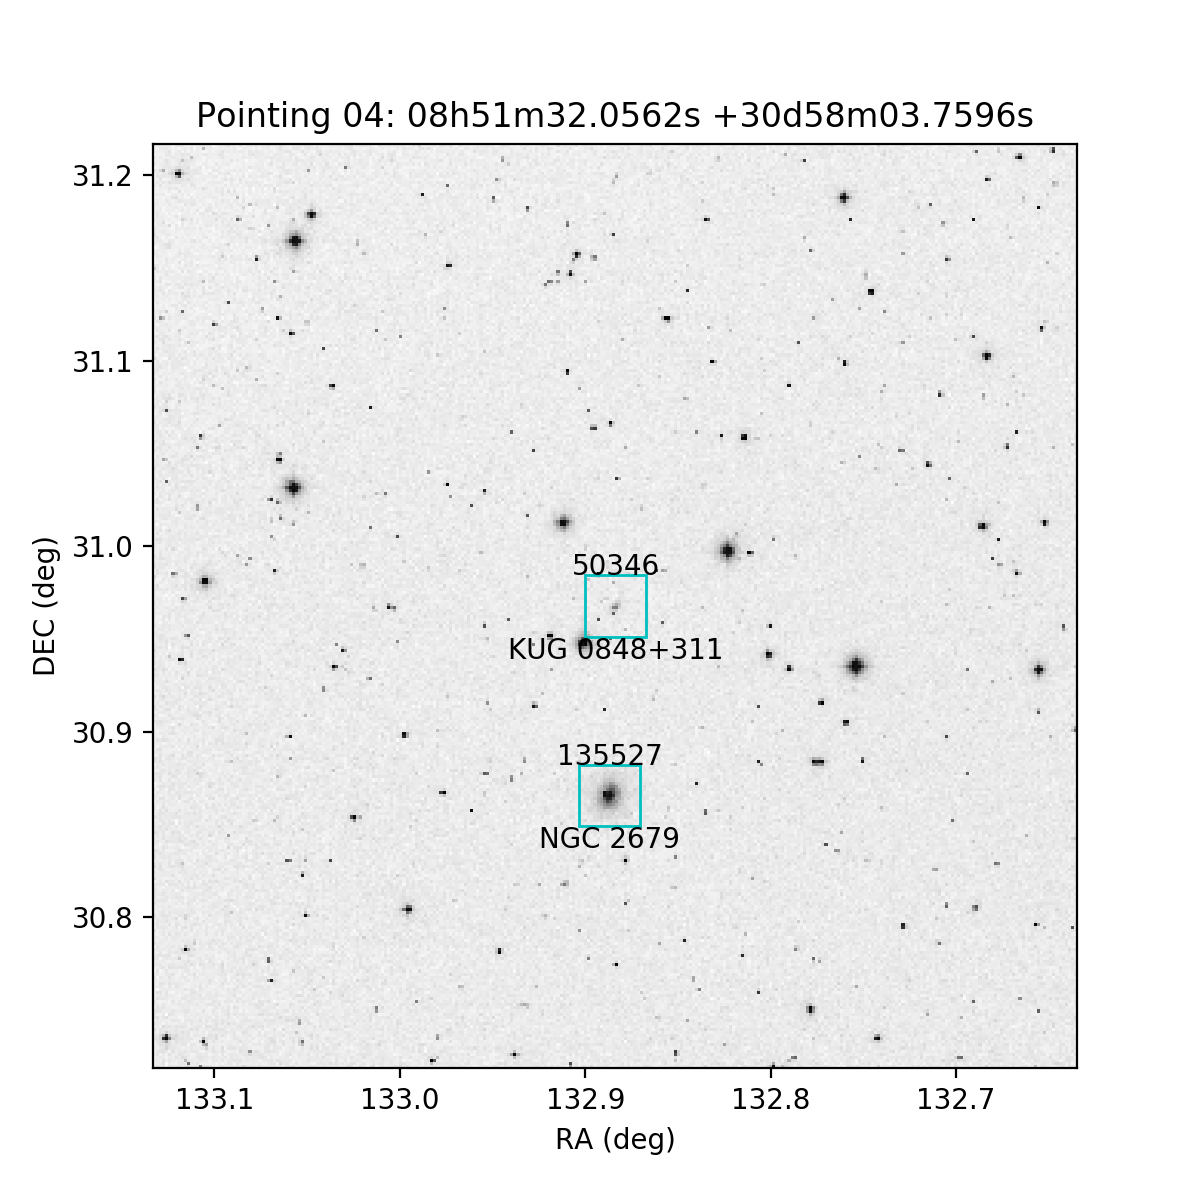 Pointing 04: 08h51m32.0562s +30d58m03.7596s
31.2
31.1
31.0
30.9
30.8
DEC (deg)
50346
KUG 0848+311
135527
NGC 2679
133.1 133.0 132.9 132.8 132.7
RA (deg)